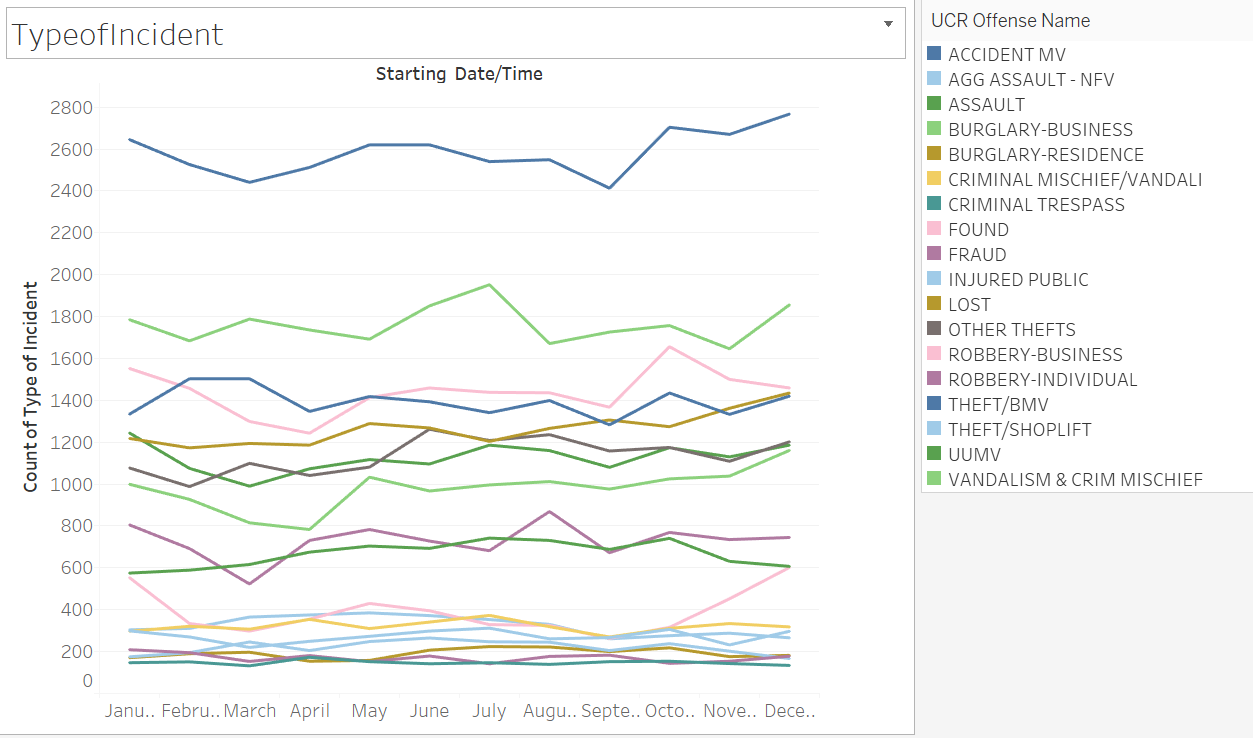 TypeofIncident
Starting Date/Time
Count of Type of Incident
2800
2600
2400
2200
2000
1800
1600
1400
1200
1000
800
600
400
200
0
Janu.. Febru.. March April May June July Augu.. Septe.. Octo.. Nove.. Dece..
UCR Offense Name
ACCIDENT MV
AGG ASSAULT - NFV
ASSAULT
BURGLARY-BUSINESS
BURGLARY-RESIDENCE
CRIMINAL MISCHIEF/VANDALI
CRIMINAL TRESPASS
FOUND
FRAUD
INJURED PUBLIC
LOST
OTHER THEFTS
ROBBERY-BUSINESS
ROBBERY-INDIVIDUAL
THEFT/BMV
THEFT/SHOPLIFT
UUMV
VANDALISM & CRIM MISCHIEF